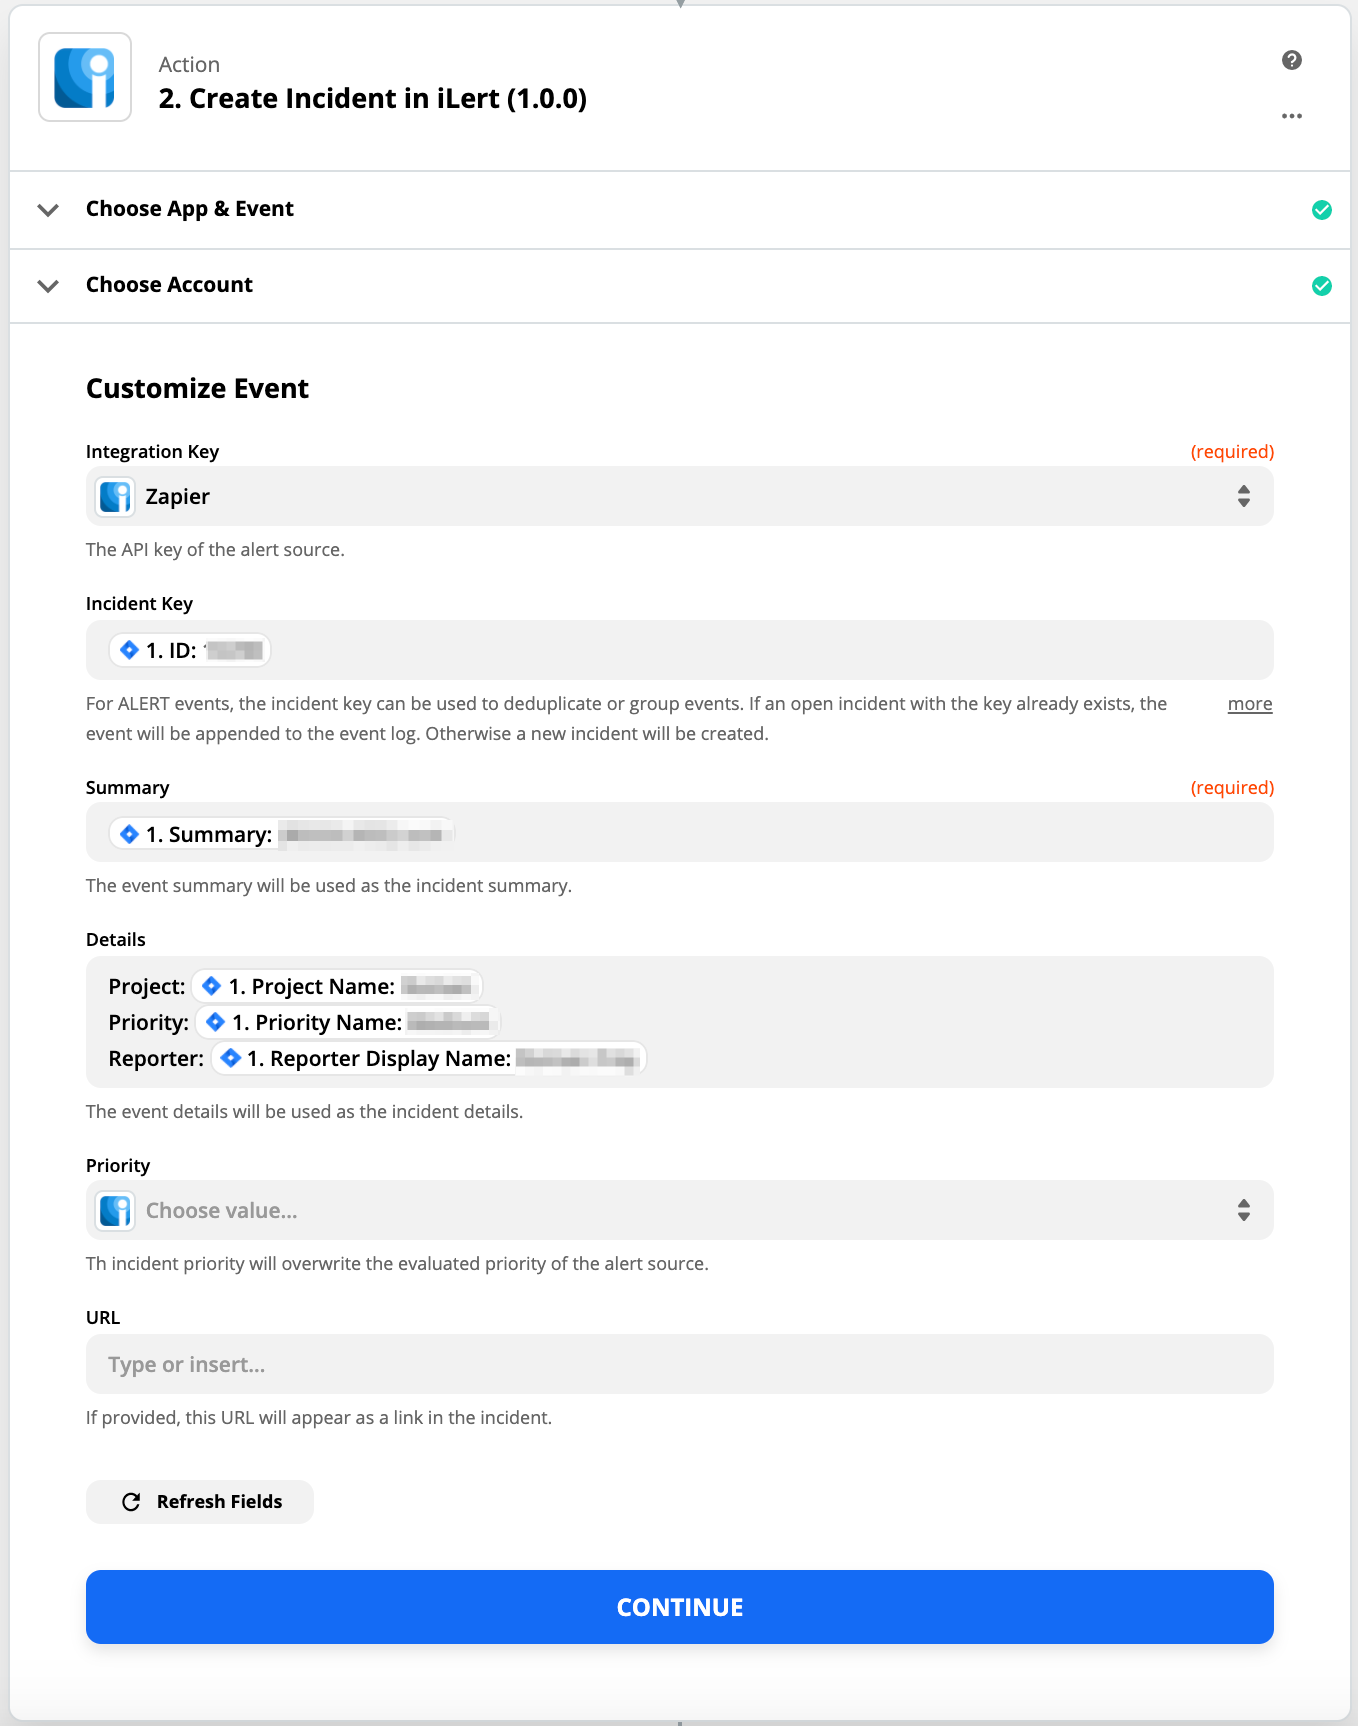 Action
2. Create Incident in iLert (1.0.0)
Choose App & Event
Choose Account
Customize Event
Integration Key (required)
Zapier
The API key of the alert source.
Incident Key
1. ID:
For ALERT events, the incident key can be used to deduplicate or group events. If an open incident with the key already exists, the more
event will be appended to the event log. Otherwise a new incident will be created.
Summary (required)
1. Summary:
The event summary will be used as the incident summary.
Details
Project: 1. Project Name:
Priority: 1. Priority Name:
Reporter: 1. Reporter Display Name:
The event details will be used as the incident details.
Priority
Choose value...
Th incident priority will overwrite the evaluated priority of the alert source.
URL
Type or insert...
If provided, this URL will appear as a link in the incident.
Refresh Fields
CONTINUE